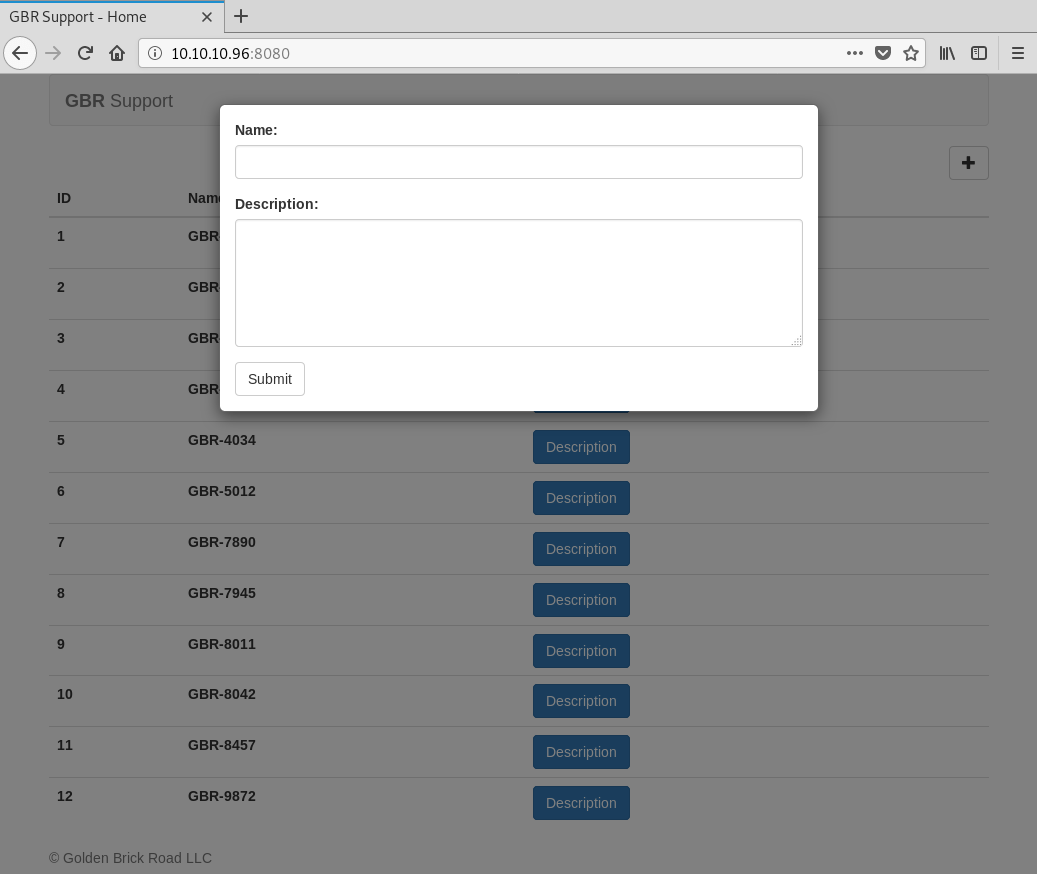 GBR Support - Home
10.10.10.96:8080
GBR Support
Name:
Description:
Submit
ID Name
1 GBR-
2 GBR-
3 GBR-
4 GBR-
5 GBR-4034 Description
6 GBR-5012 Description
7 GBR-7890 Description
8 GBR-7945 Description
9 GBR-8011 Description
10 GBR-8042 Description
11 GBR-8457 Description
12 GBR-9872 Description
© Golden Brick Road LLC